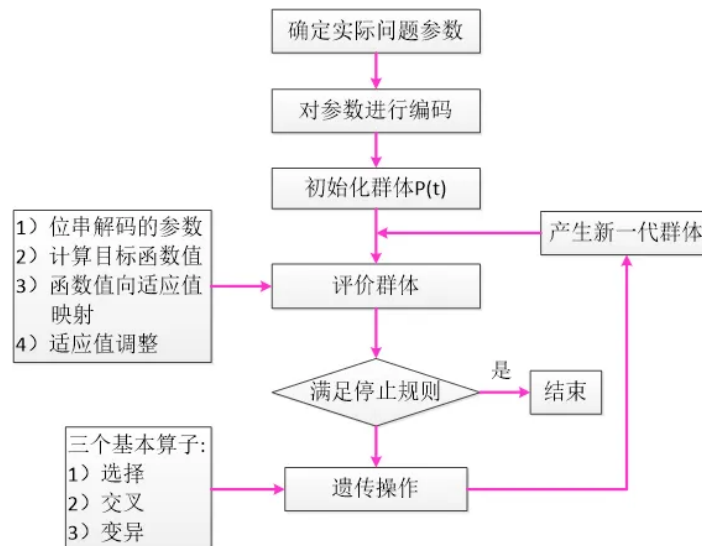 确定实际问题参数
对参数进行编码
初始化群体P(t)
1）位串解码的参数
2）计算目标函数值
3）函数值向适应值
映射
4）适应值调整
产生新一代群体
评价群体
满足停止规则
是
结束
三个基本算子:
1）选择
2）交叉
3）变异
遗传操作